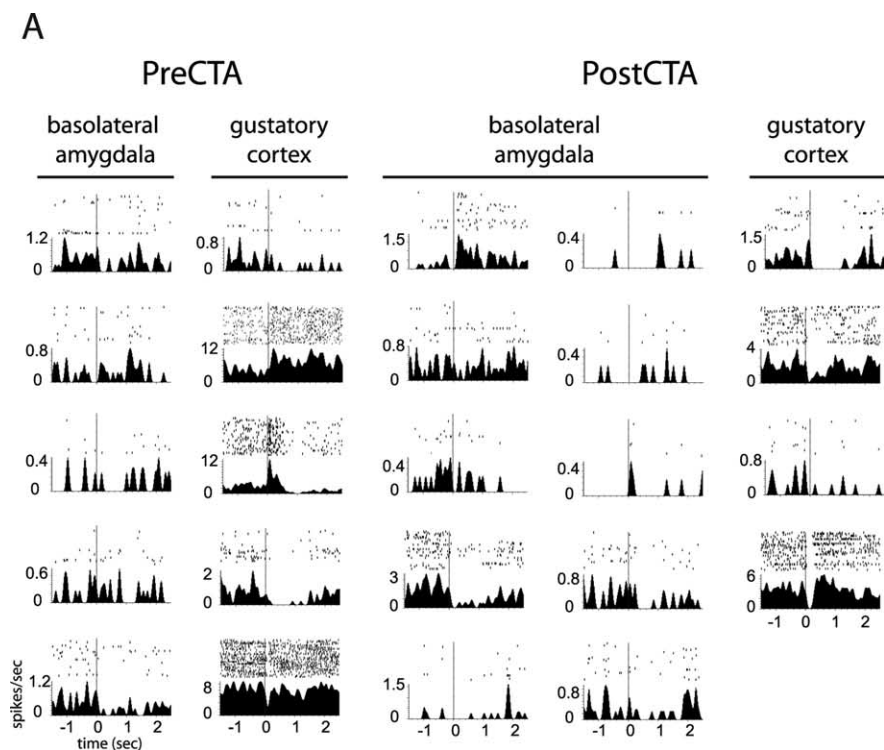 A
PreCTA PostCTA
basolateral amygdala gustatory cortex basolateral amygdala gustatory cortex
1.2 0 0.8 0 1.5 0 0.4 0 1.5 0
0.8 0 12 0 0.8 0 0.4 0 4 0
0.4 0 12 0 0.6 0 0.4 0 0.8 0
0.6 0 2 0 3 0 0.8 0 6 0
-1 0 1 2
1.2 0 8 0 1.5 0 0.8 0
spikes/sec
-1 0 1 2 -1 0 1 2 -1 0 1 2 -1 0 1 2
time (sec)